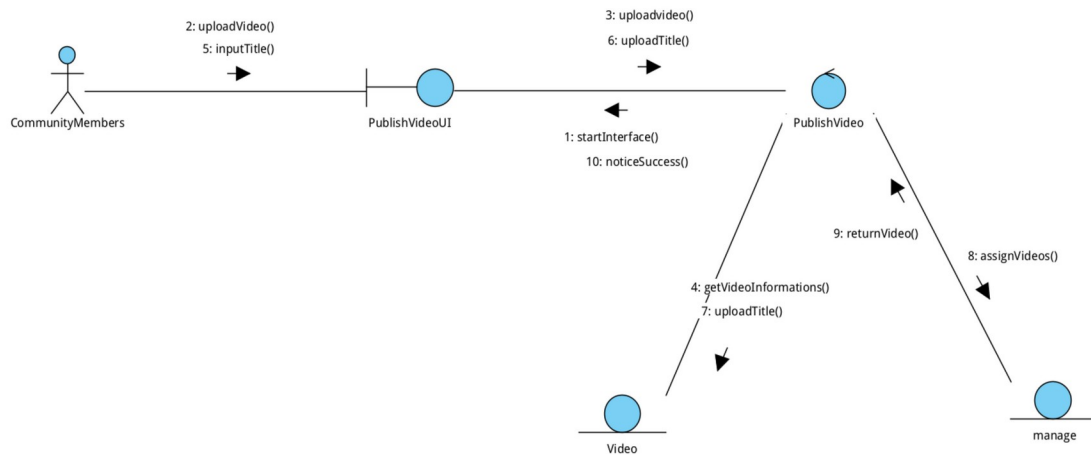 2: uploadVideo()
5: inputTitle()
3: uploadvideo()
6: uploadTitle()
CommunityMembers
PublishVideoUI
PublishVideo
1: startInterface()
10: noticeSuccess()
9: returnVideo()
8: assignVideos()
4: getVideoInformations()
7: uploadTitle()
Video
manage